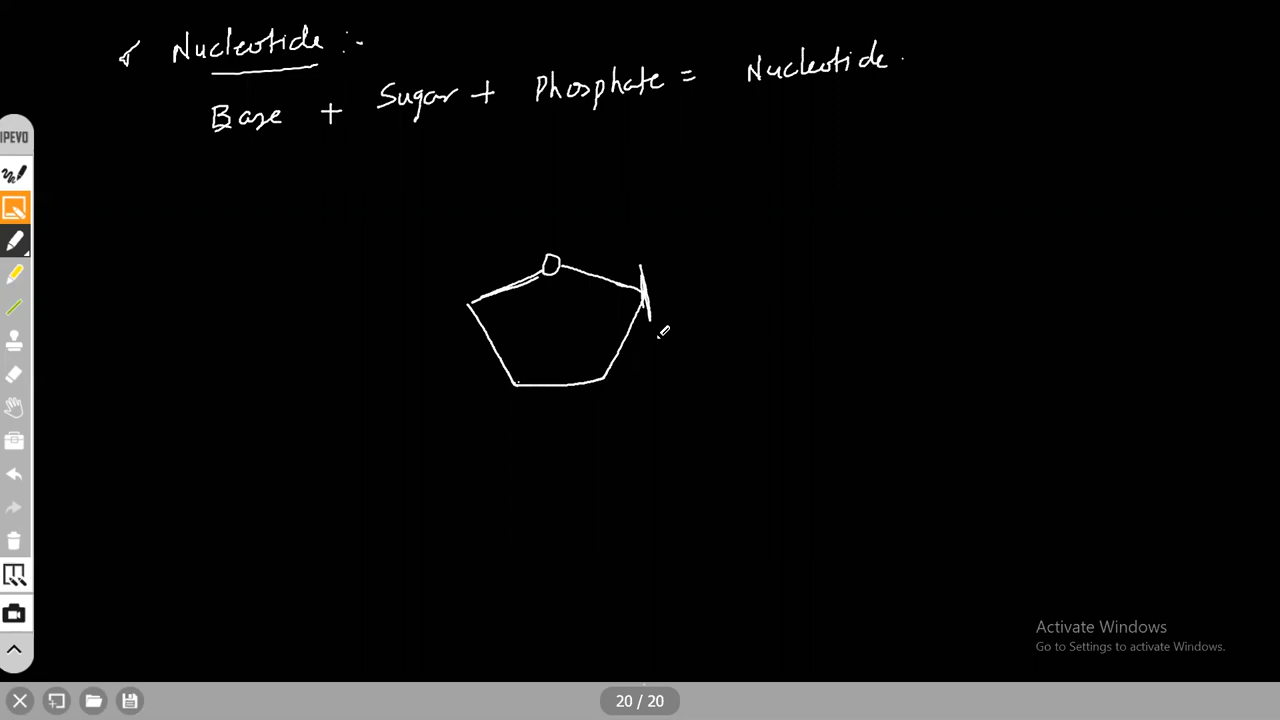 Nucleotide :-
Base + Sugar + Phosphate = Nucleotide.
IPEVO
O
Activate Windows
Go to Settings to activate Windows.
20 / 20